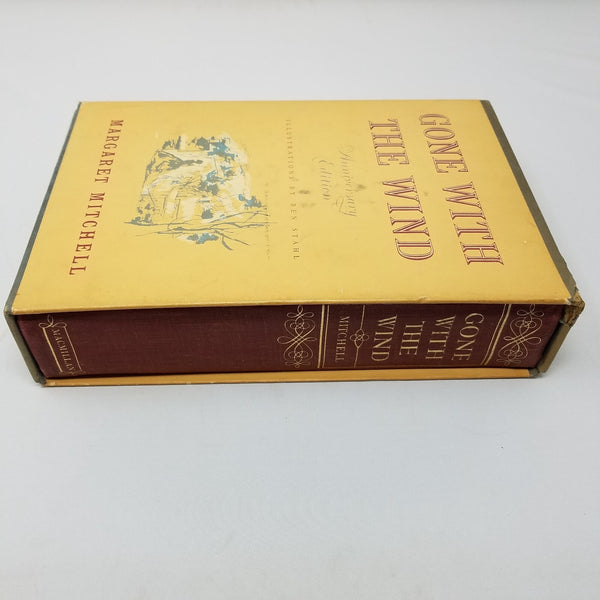 GONE WITH
THE WIND
Anniversary
Edition
ILLUSTRATIONS BY BEN STAHL
MARGARET MITCHELL
GONE
WITH
THE
WIND
MITCHELL
MACMILLAN